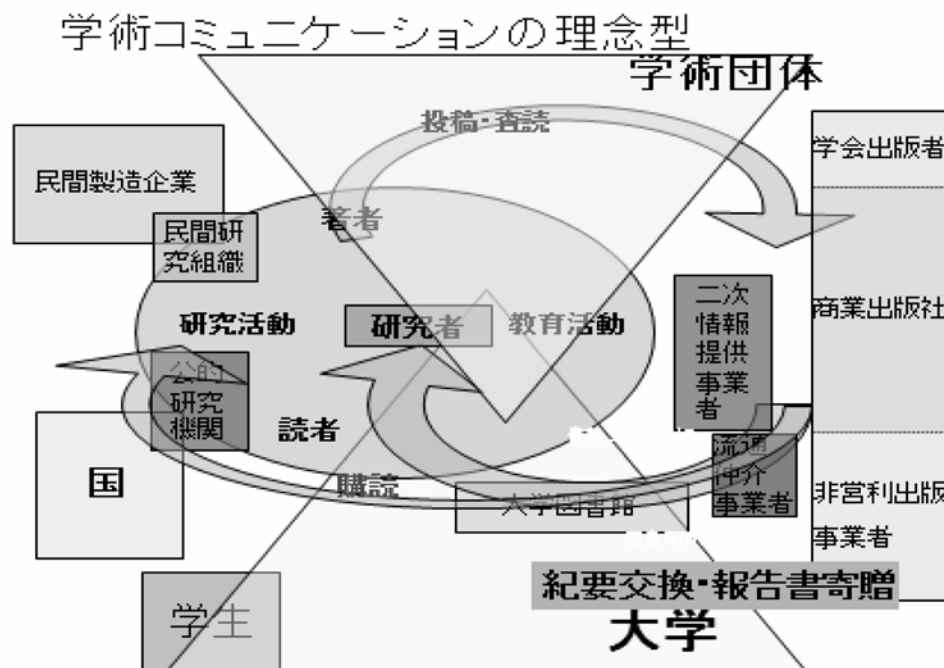 学術コミュニケーションの理念型
学術団体
投稿・査読
学会出版者
民間製造企業
著者
民間研
究組織
二次
情報
提供
事業
者
商業出版社
研究活動
研究者
教育活動
公的
研究
機関
読者
流通
仲介
事業者
国
購読
大学図書館
非営利出版
事業者
紀要交換・報告書寄贈
学生
大学